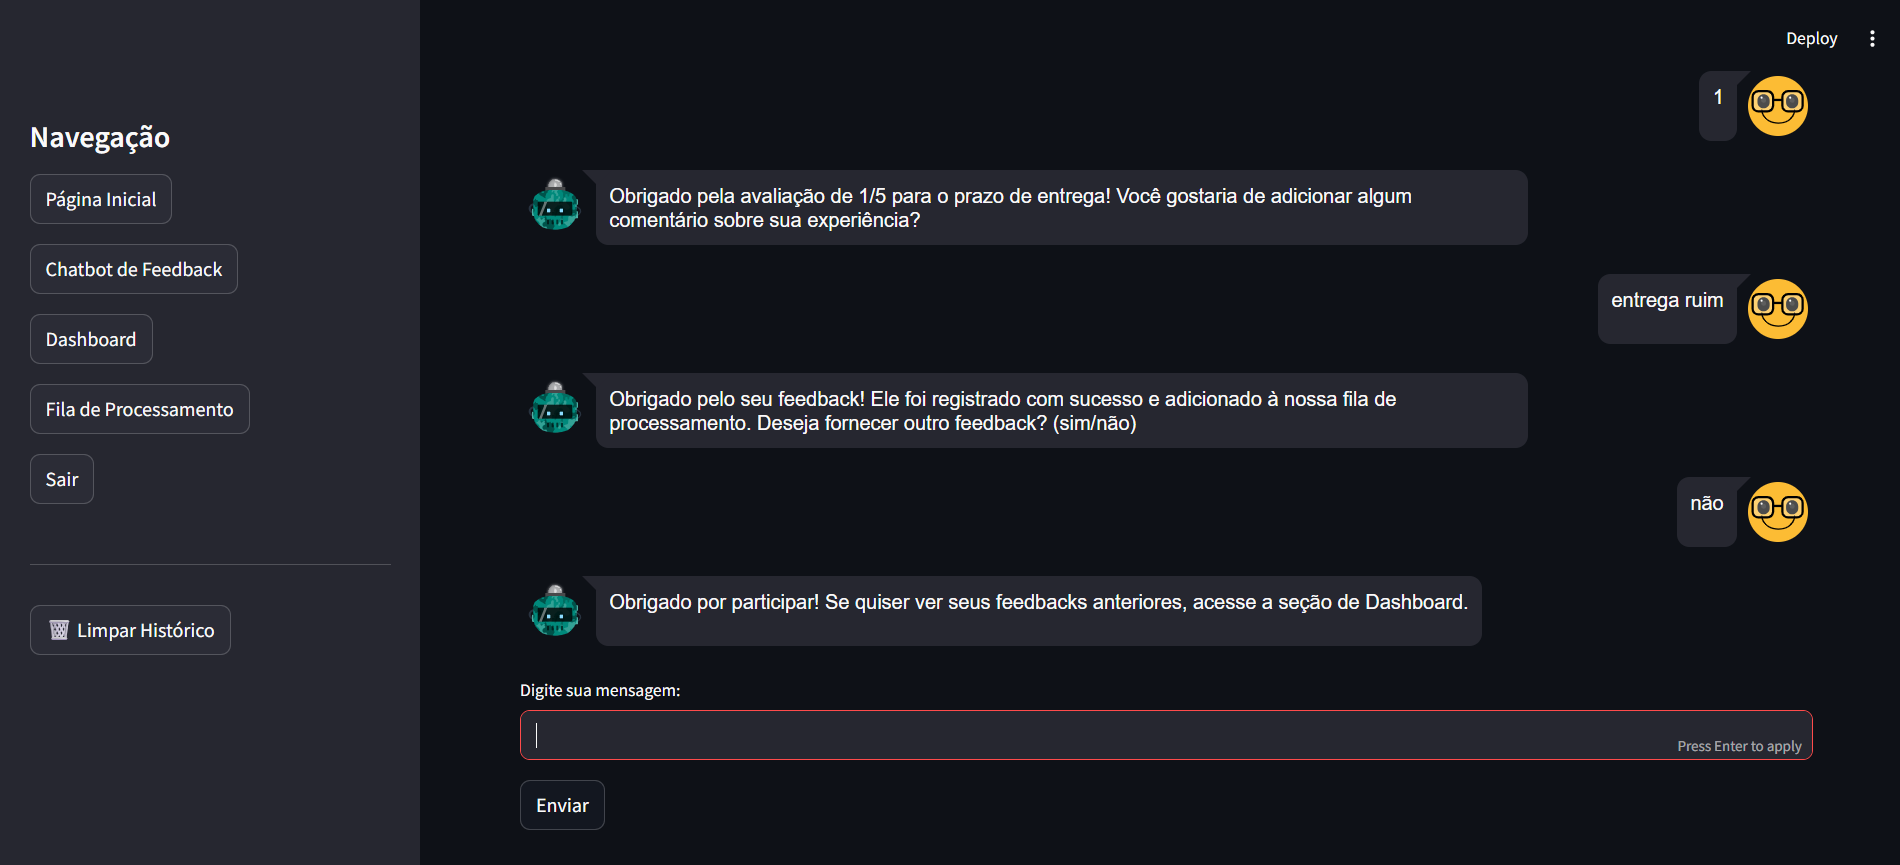 Deploy
Navegação
Página Inicial
Chatbot de Feedback
Dashboard
Fila de Processamento
Sair
Limpar Histórico
1
Obrigado pela avaliação de 1/5 para o prazo de entrega! Você gostaria de adicionar algum
comentário sobre sua experiência?
entrega ruim
Obrigado pelo seu feedback! Ele foi registrado com sucesso e adicionado à nossa fila de
processamento. Deseja fornecer outro feedback? (sim/não)
não
Obrigado por participar! Se quiser ver seus feedbacks anteriores, acesse a seção de Dashboard.
Digite sua mensagem:
Press Enter to apply
Enviar